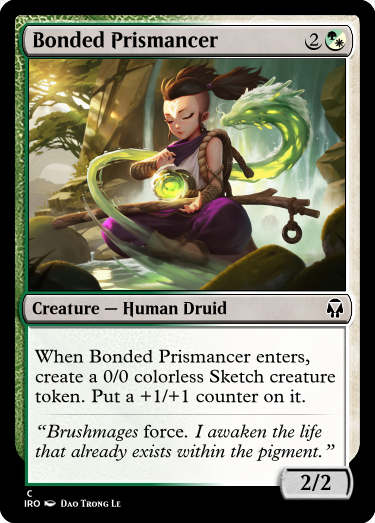 Bonded Prismancer 2
Creature — Human Druid
When Bonded Prismancer enters,
create a 0/0 colorless Sketch creature
token. Put a +1/+1 counter on it.
“Brushmages force. I awaken the life
that already exists within the pigment.”
2/2
C
IRO Dao Trong Le